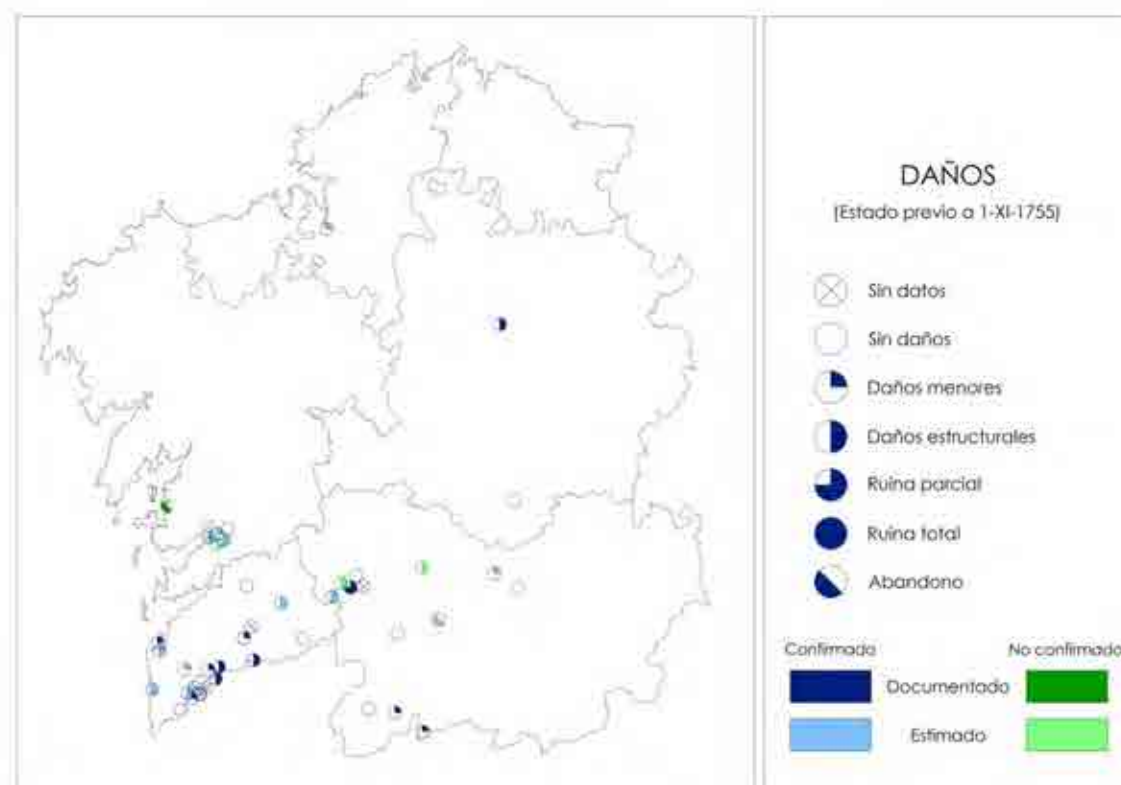 DAÑOS
(Estado previo a 1-XI-1755)
Sin datos
Sin daños
Daños menores
Daños estructurales
Ruina parcial
Ruina total
Abandono
Confirmado No confirmado
Documentado
Estimado